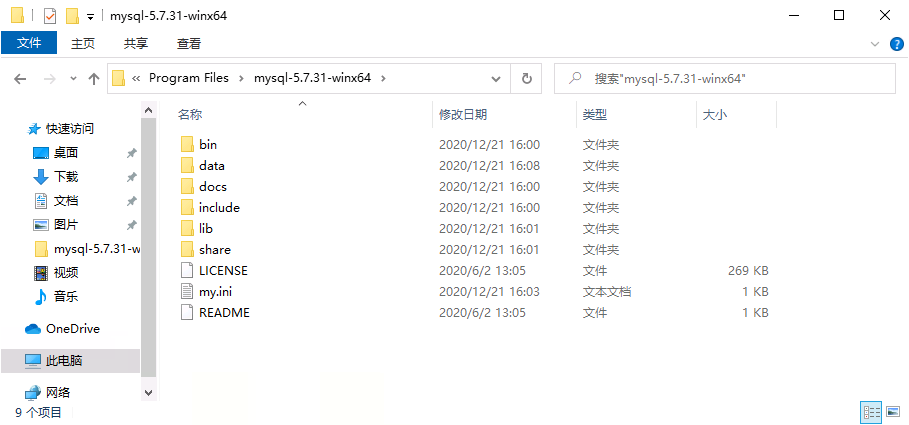 mysql-5.7.31-winx64
文件 主页 共享 查看
« Program Files › mysql-5.7.31-winx64 ›
搜索"mysql-5.7.31-winx64"
名称 修改日期 类型 大小
快速访问
桌面
下载
文档
图片
mysql-5.7.31-w
视频
音乐
OneDrive
此电脑
网络
bin 2020/12/21 16:00 文件夹
data 2020/12/21 16:08 文件夹
docs 2020/12/21 16:00 文件夹
include 2020/12/21 16:00 文件夹
lib 2020/12/21 16:01 文件夹
share 2020/12/21 16:01 文件夹
LICENSE 2020/6/2 13:05 文件 269 KB
my.ini 2020/12/21 16:03 文本文档 1 KB
README 2020/6/2 13:05 文件 1 KB
9 个项目